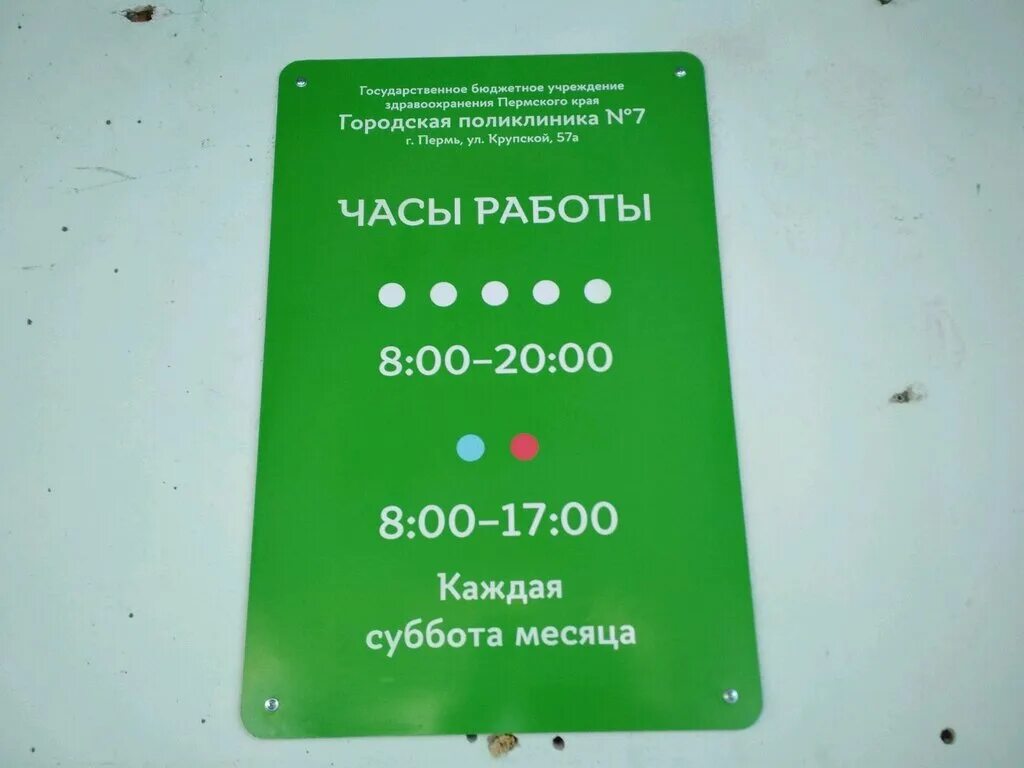 Государственное бюджетное учреждение
здравоохранения Пермского края
Городская поликлиника №7
г. Пермь, ул. Крупской, 57а
ЧАСЫ РАБОТЫ
8:00–20:00
8:00–17:00
Каждая
суббота месяца